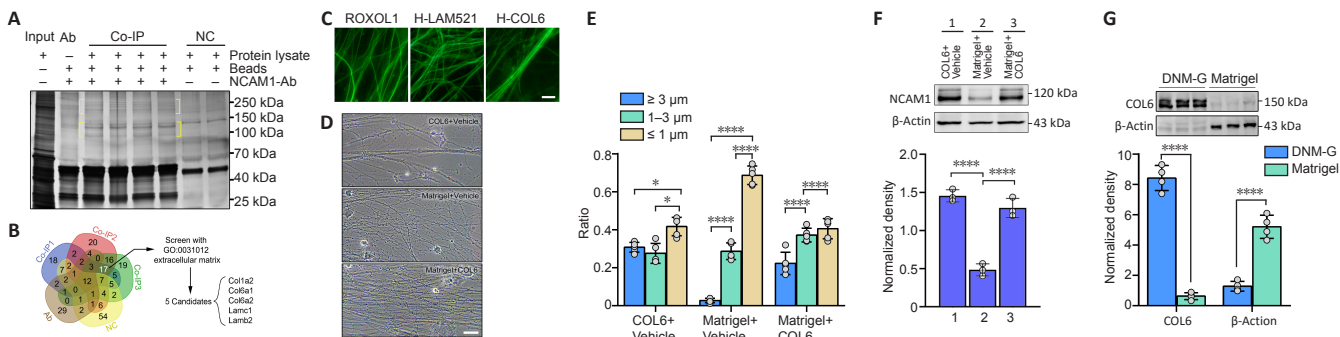 A
Input Ab Co-IP NC
+ – + + + + + + Protein lysate
– + + + + + + + Beads
– + + + + + – – NCAM1-Ab
250 kDa
150 kDa
100 kDa
70 kDa
40 kDa
25 kDa
B
Co-IP1
Co-IP2
Co-IP3
Ab
NC
20
18
19
29
54
17
12
Screen with
GO:0031012
extracellular matrix
5 Candidates
Col1a2
Col6a1
Col6a2
Lamc1
Lamb2
C
ROXOL1 H-LAM521 H-COL6
D
COL6+Vehicle
Matrigel+Vehicle
Matrigel+COL6
E
≥ 3 μm
1–3 μm
≤ 1 μm
Ratio
0.8
0.6
0.4
0.2
0
* * **** **** **** **** **** ****
COL6+
Vehicle
Matrigel+
Vehicle
Matrigel+
COL6
F
1 2 3
COL6+
Vehicle
Matrigel+
Vehicle
Matrigel+
COL6
NCAM1
120 kDa
β-Actin
43 kDa
Normalized density
2.0
1.5
1.0
0.5
0.0
**** ****
1 2 3
G
DNM-G Matrigel
COL6
150 kDa
β-Actin
43 kDa
DNM-G
Matrigel
Normalized density
10
8
6
4
2
0
**** ****
COL6 β-Action